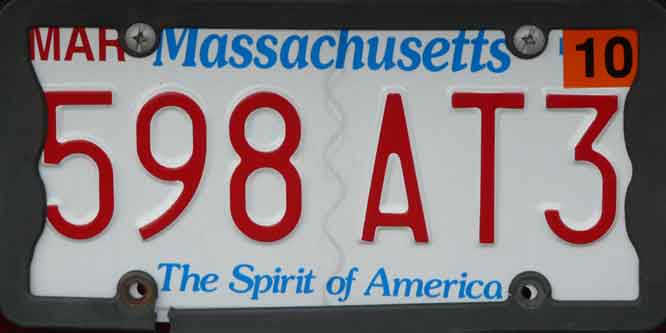 MAR Massachusetts 10
598 AT3
The Spirit of America